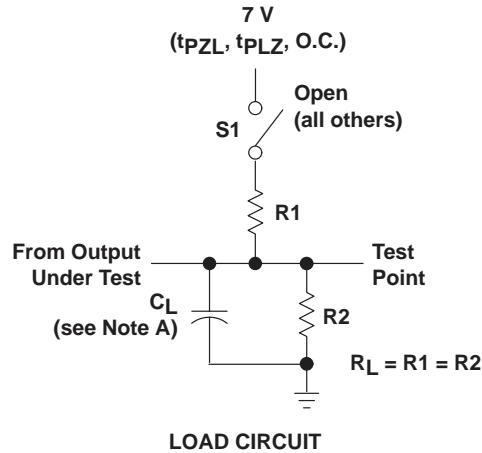 7 V
(tPZL, tPLZ, O.C.)
Open
(all others)
S1
R1
From Output
Under Test
Test
Point
CL
(see Note A)
R2
RL = R1 = R2
LOAD CIRCUIT